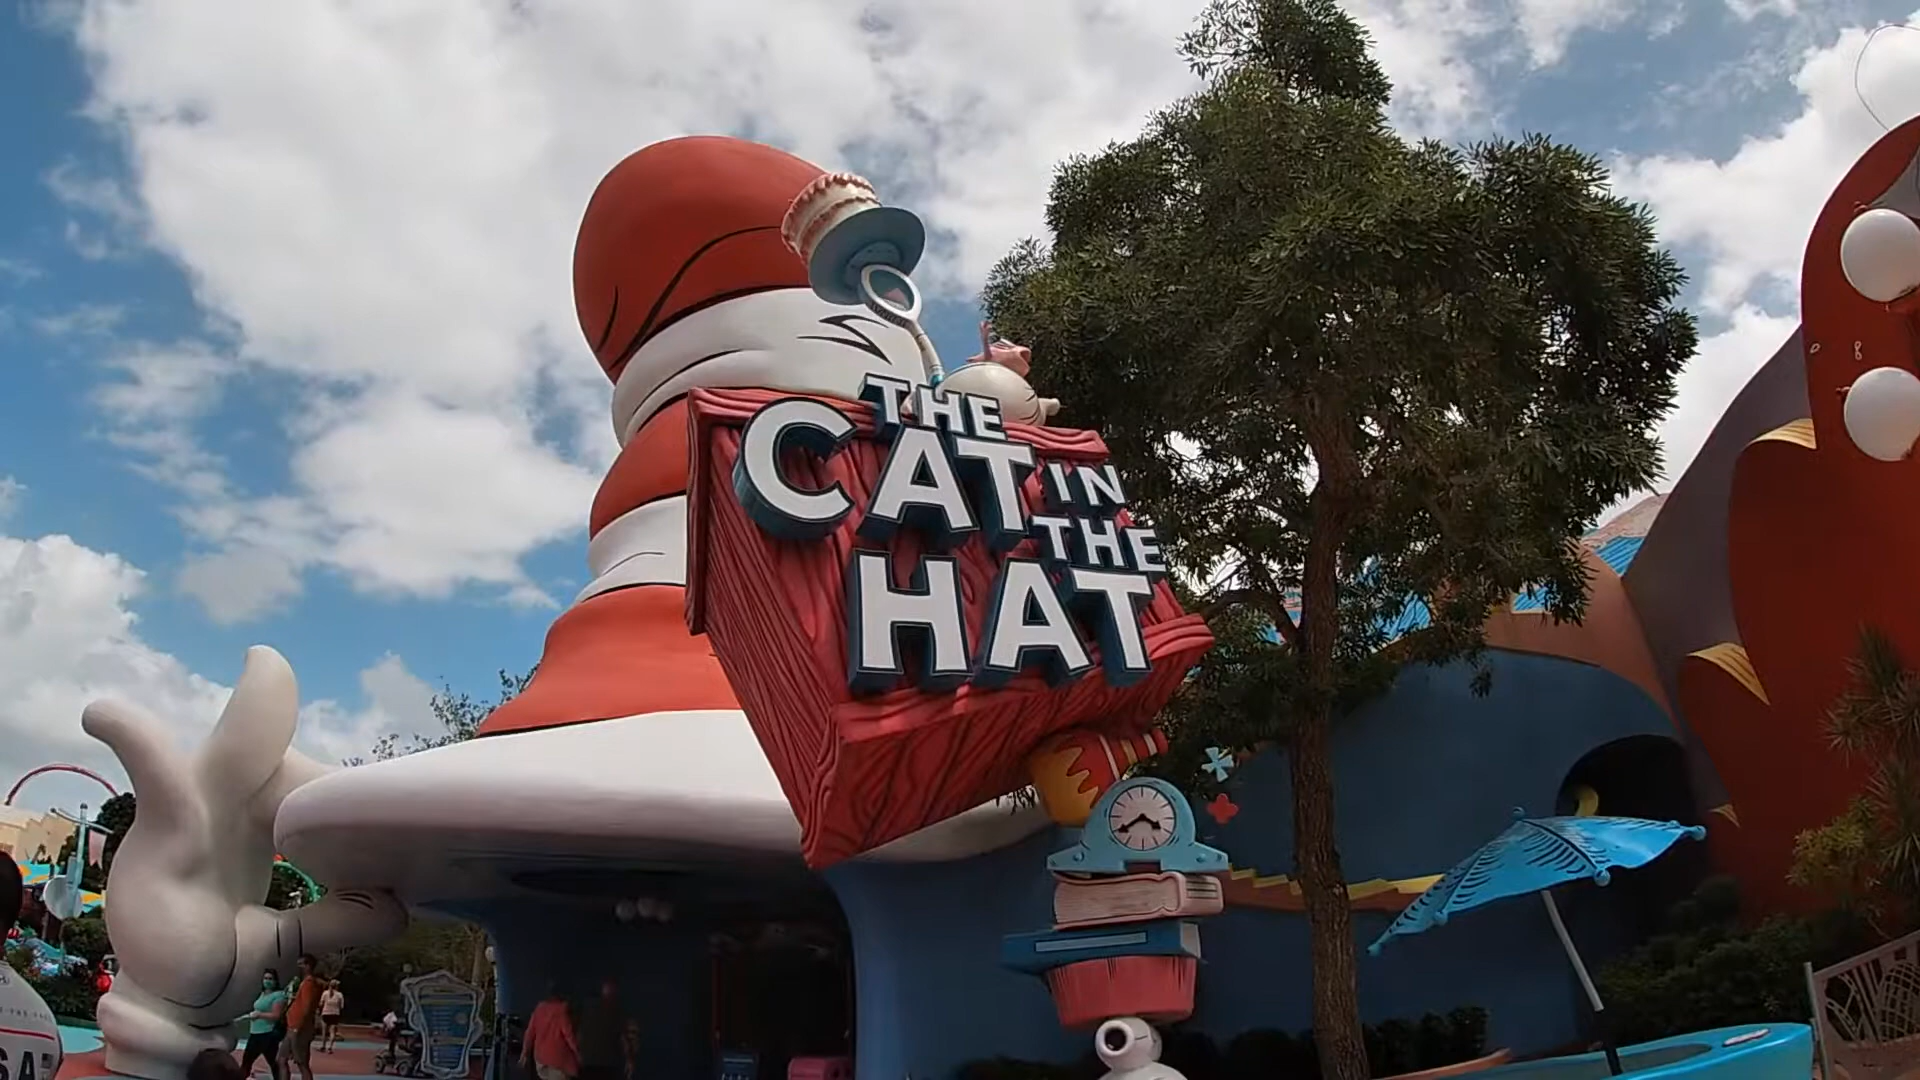 THE
CAT IN
THE
HAT